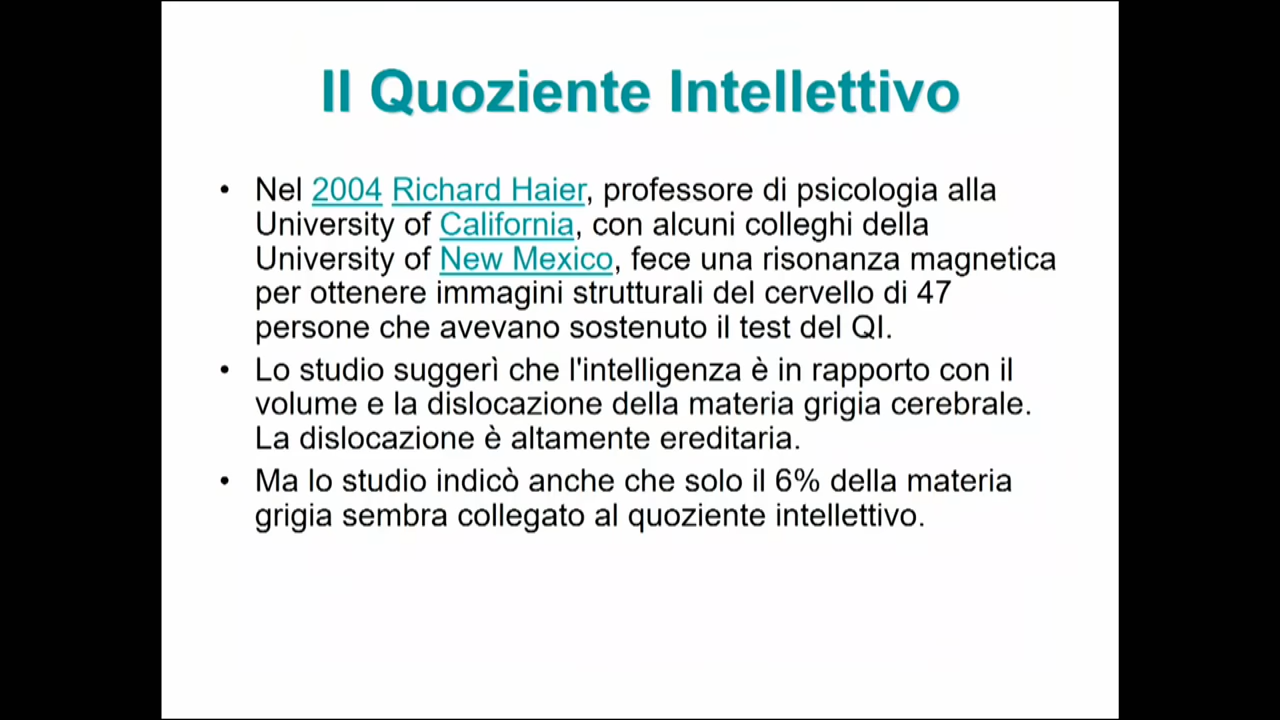 Il Quoziente Intellettivo
• Nel 2004 Richard Haier, professore di psicologia alla
University of California, con alcuni colleghi della
University of New Mexico, fece una risonanza magnetica
per ottenere immagini strutturali del cervello di 47
persone che avevano sostenuto il test del QI.
• Lo studio suggerì che l'intelligenza è in rapporto con il
volume e la dislocazione della materia grigia cerebrale.
La dislocazione è altamente ereditaria.
• Ma lo studio indicò anche che solo il 6% della materia
grigia sembra collegato al quoziente intellettivo.